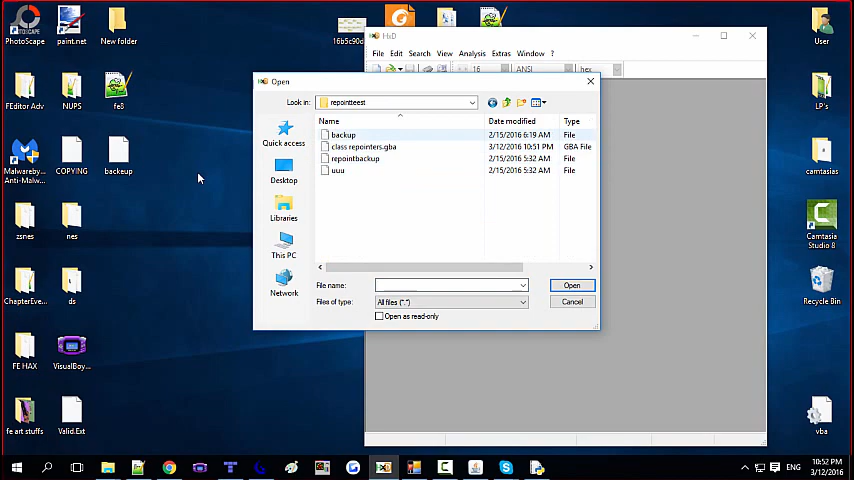 PhotoScape
paint.net
New folder
16b5c90d
User
FEditor Adv
NUPS
fe8
LP's
Malwareby...
Anti-Malw...
COPYING
backup
camtasias
zsnes
nes
Camtasia
Studio 8
ChapterEve...
ds
Recycle Bin
FE HAX
VisualBoy...
fe art stuffs
Valid.Ext
vba
HxD
File Edit Search View Analysis Extras Window ?
16 ANSI hex
Open
Look in: repointteest
Quick access
Desktop
Libraries
This PC
Network
Name Date modified Type
backup 2/15/2016 6:19 AM File
class repointers.gba 3/12/2016 10:51 PM GBA File
repointbackup 2/15/2016 5:32 AM File
uuu 2/15/2016 5:32 AM File
File name:
Open
Files of type: All files (*.*)
Cancel
Open as read-only
ENG
10:52 PM
3/12/2016